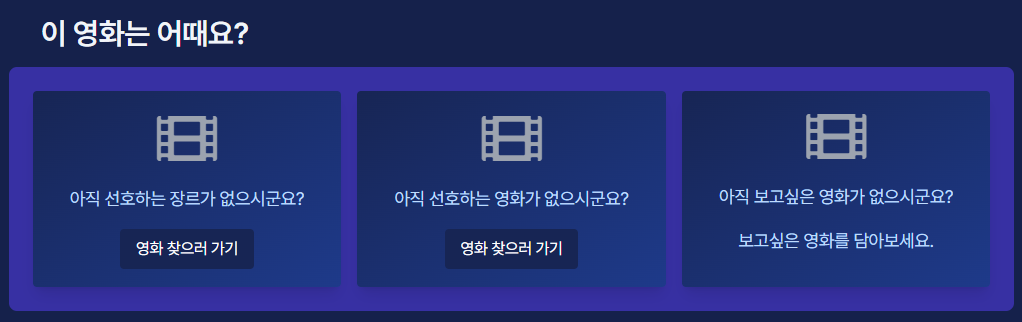 이 영화는 어때요?
아직 선호하는 장르가 없으시군요?
영화 찾으러 가기
아직 선호하는 영화가 없으시군요?
영화 찾으러 가기
아직 보고싶은 영화가 없으시군요?
보고싶은 영화를 담아보세요.